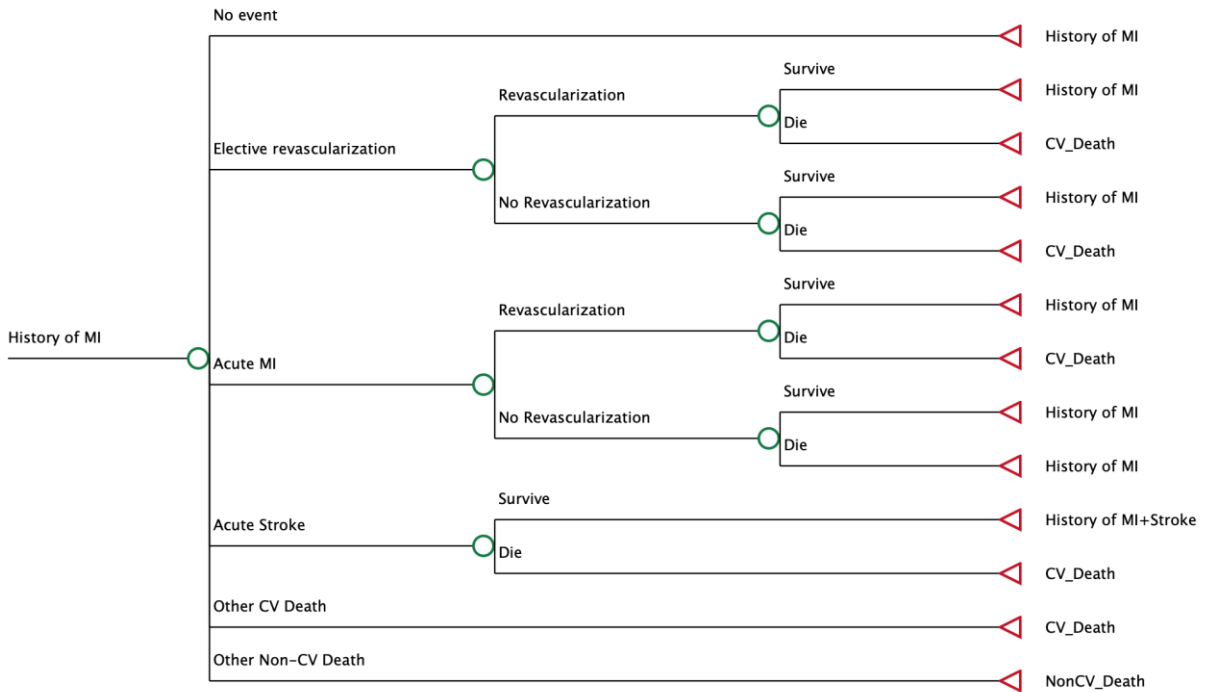 No event
History of MI
Survive
Revascularization
History of MI
Die
Elective revascularization
CV_Death
Survive
No Revascularization
History of MI
Die
CV_Death
Survive
Revascularization
History of MI
History of MI
Die
Acute MI
CV_Death
Survive
No Revascularization
History of MI
Die
History of MI
Survive
Acute Stroke
History of MI+Stroke
Die
CV_Death
Other CV Death
CV_Death
Other Non-CV Death
NonCV_Death